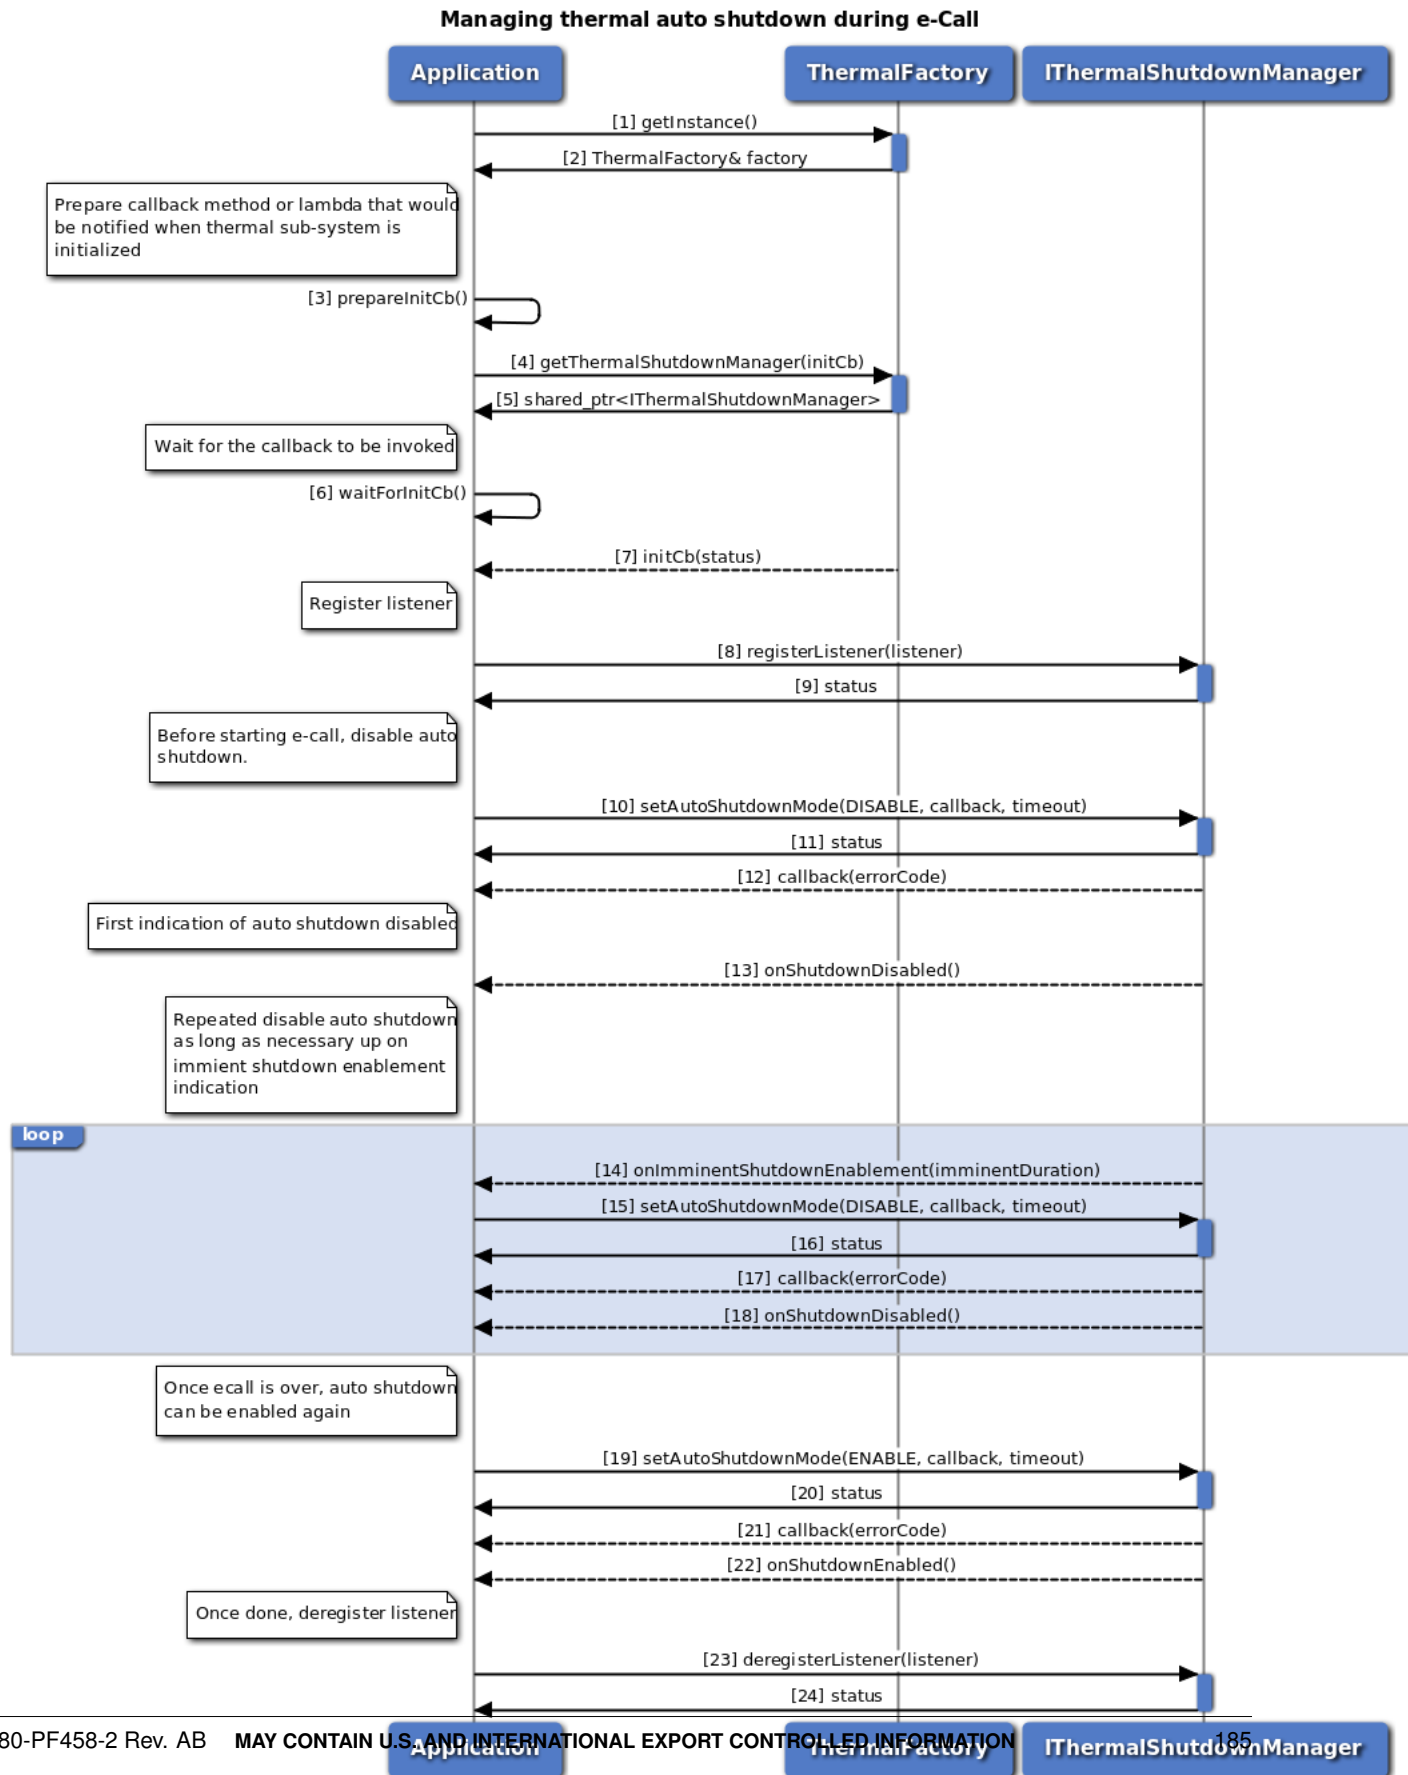 Managing thermal auto shutdown during e-Call
Application
ThermalFactory
IThermalShutdownManager
[1] getInstance()
[2] ThermalFactory& factory
Prepare callback method or lambda that would
be notified when thermal sub-system is
initialized
[3] prepareInitCb()
[4] getThermalShutdownManager(initCb)
[5] shared_ptr<IThermalShutdownManager>
Wait for the callback to be invoked
[6] waitForInitCb()
[7] initCb(status)
Register listener
[8] registerListener(listener)
[9] status
Before starting e-call, disable auto
shutdown.
[10] setAutoShutdownMode(DISABLE, callback, timeout)
[11] status
[12] callback(errorCode)
First indication of auto shutdown disabled
[13] onShutdownDisabled()
Repeated disable auto shutdown
as long as necessary up on
immient shutdown enablement
indication
loop
[14] onImminentShutdownEnablement(imminentDuration)
[15] setAutoShutdownMode(DISABLE, callback, timeout)
[16] status
[17] callback(errorCode)
[18] onShutdownDisabled()
Once ecall is over, auto shutdown
can be enabled again
[19] setAutoShutdownMode(ENABLE, callback, timeout)
[20] status
[21] callback(errorCode)
[22] onShutdownEnabled()
Once done, deregister listener
[23] deregisterListener(listener)
[24] status
80-PF458-2 Rev. AB MAY CONTAIN U.S. AND INTERNATIONAL EXPORT CONTROLLED INFORMATION 185
Application
ThermalFactory
IThermalShutdownManager